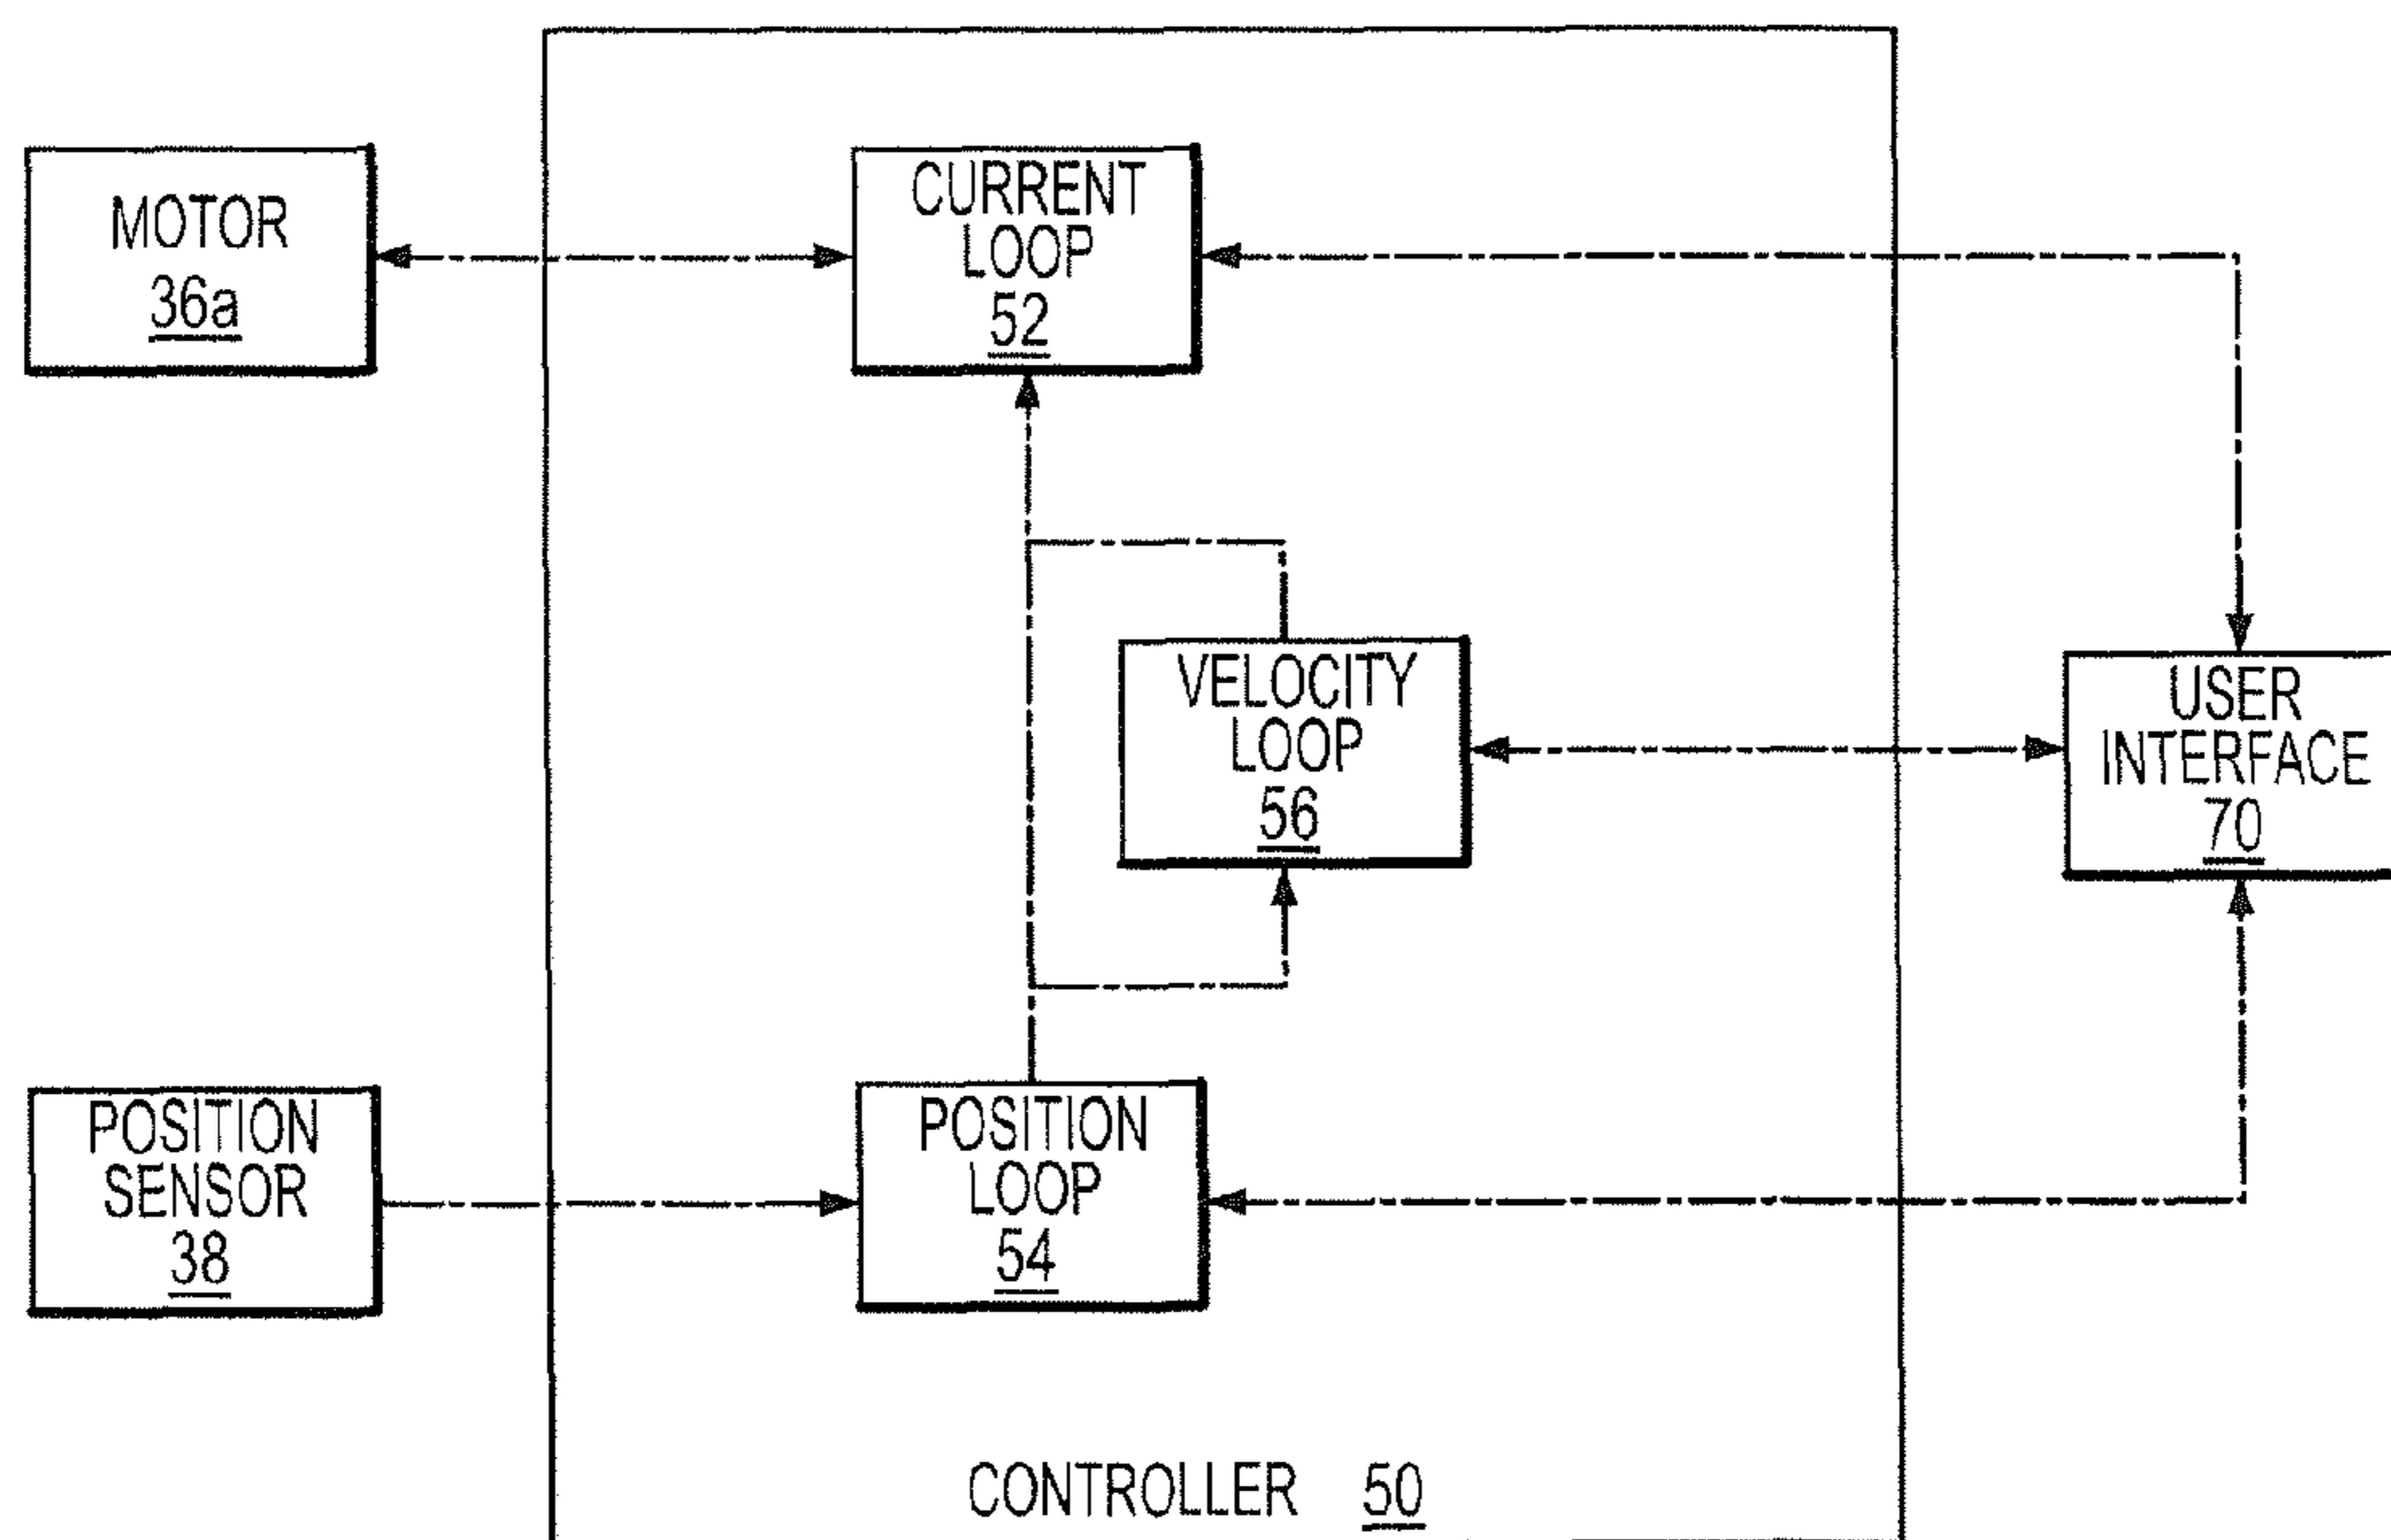 MOTOR
36a
CURRENT
LOOP
52
VELOCITY
LOOP
56
USER
INTERFACE
70
POSITION
SENSOR
38
POSITION
LOOP
54
CONTROLLER 50